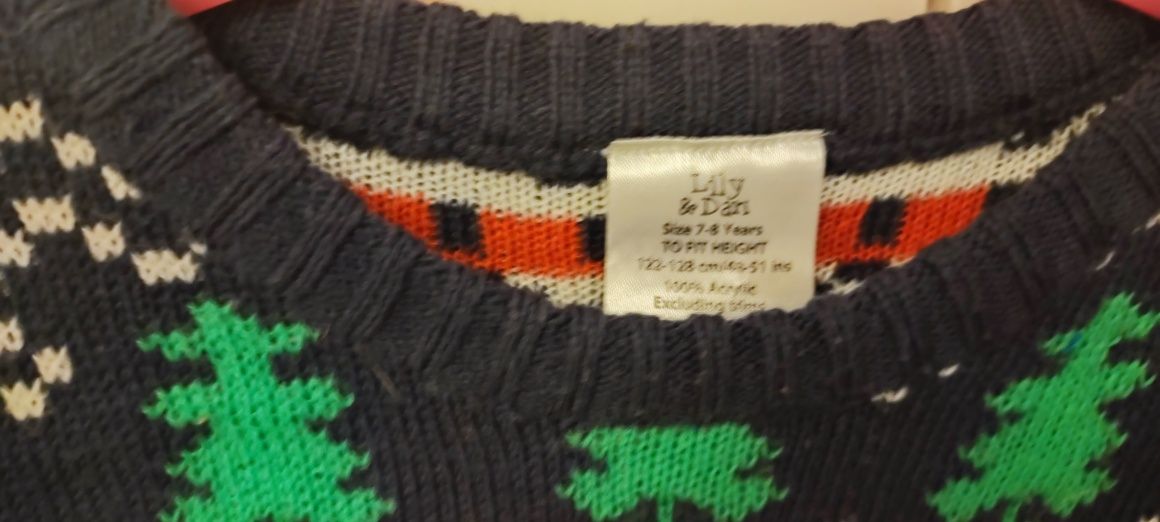 Lily
& Dan
Size 7-8 Years
TO FIT HEIGHT
122-128 cm/48-51 ins
100% Acrylic
Excluding trims